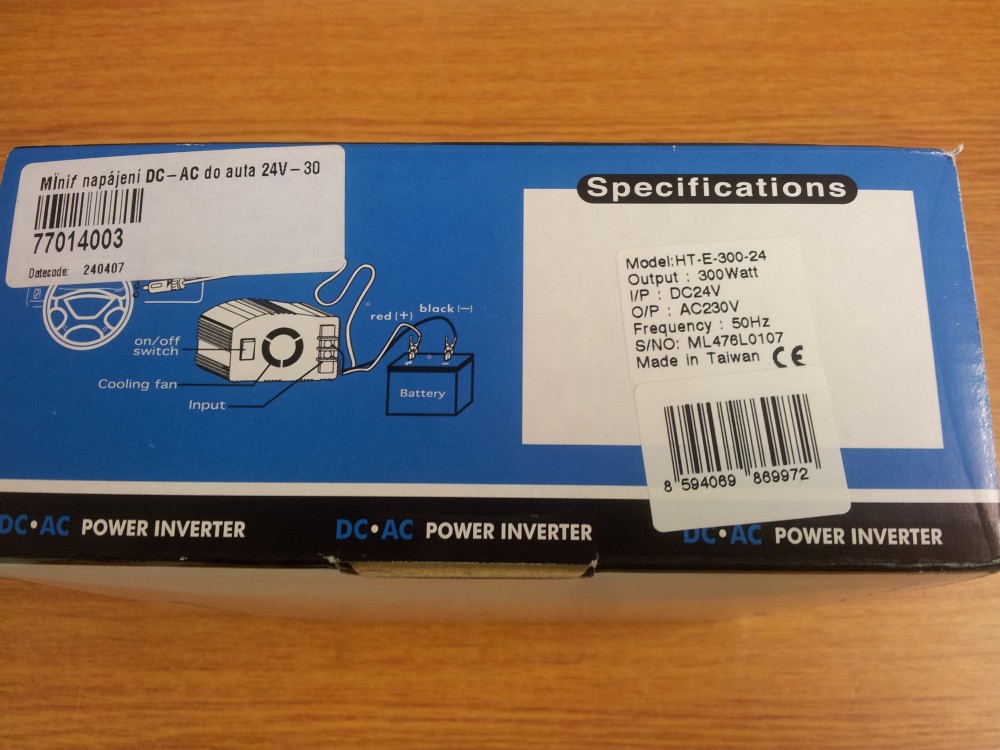 MÏnif napájení DC-AC do auta 24V-30
77014003
Datecode: 240407
on/off
switch
Cooling fan
Input
red (+)
black (-)
Battery
Specifications
Model:HT-E-300-24
Output : 300Watt
I/P : DC24V
O/P : AC230V
Frequency : 50Hz
S/NO: ML476L0107
Made in Taiwan CE
8 594069 869972
DC•AC POWER INVERTER
DC•AC POWER INVERTER
DC•AC POWER INVERTER